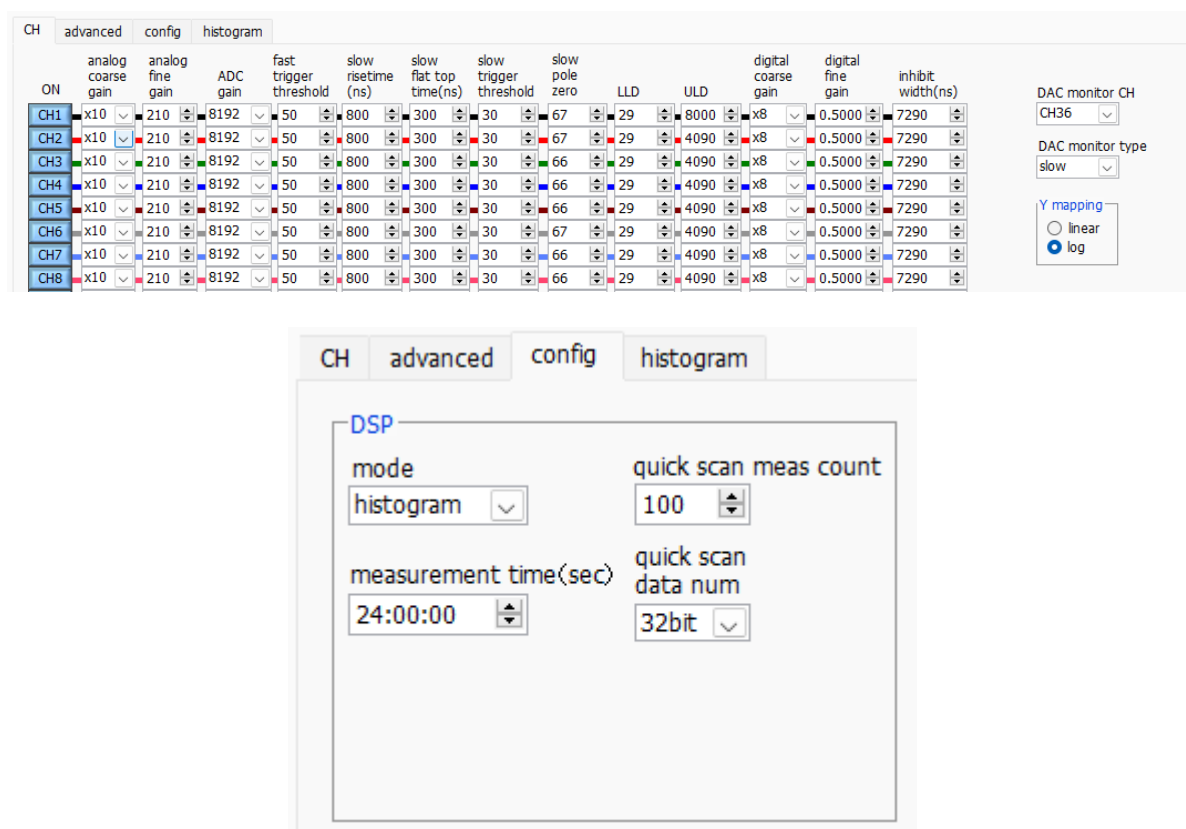 CH advanced config histogram
ON analog coarse gain analog fine gain ADC gain fast trigger threshold slow risetime (ns) slow flat top time(ns) slow trigger threshold slow pole zero LLD ULD digital coarse gain digital fine gain inhibit width(ns)
CH1 x10 210 8192 50 800 300 30 67 29 8000 x8 0.5000 7290
CH2 x10 210 8192 50 800 300 30 67 29 4090 x8 0.5000 7290
CH3 x10 210 8192 50 800 300 30 66 29 4090 x8 0.5000 7290
CH4 x10 210 8192 50 800 300 30 66 29 4090 x8 0.5000 7290
CH5 x10 210 8192 50 800 300 30 66 29 4090 x8 0.5000 7290
CH6 x10 210 8192 50 800 300 30 67 29 4090 x8 0.5000 7290
CH7 x10 210 8192 50 800 300 30 66 29 4090 x8 0.5000 7290
CH8 x10 210 8192 50 800 300 30 66 29 4090 x8 0.5000 7290
DAC monitor CH
CH36
DAC monitor type
slow
Y mapping
linear
log
CH advanced config histogram
DSP
mode
histogram
quick scan meas count
100
measurement time(sec)
24:00:00
quick scan
data num
32bit